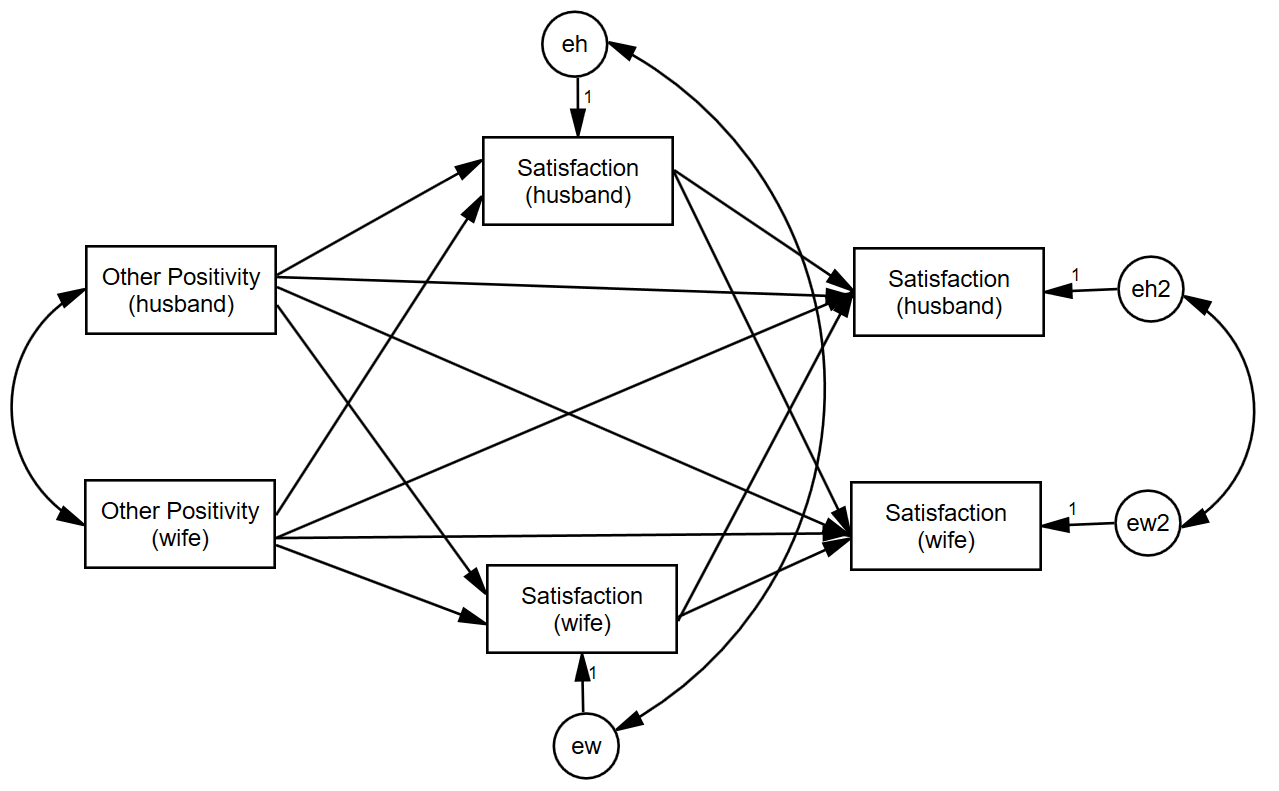 eh
1
Satisfaction
(husband)
Other Positivity
(husband)
Satisfaction
(husband)
1
eh2
Other Positivity
(wife)
Satisfaction
(wife)
1
ew2
Satisfaction
(wife)
1
ew